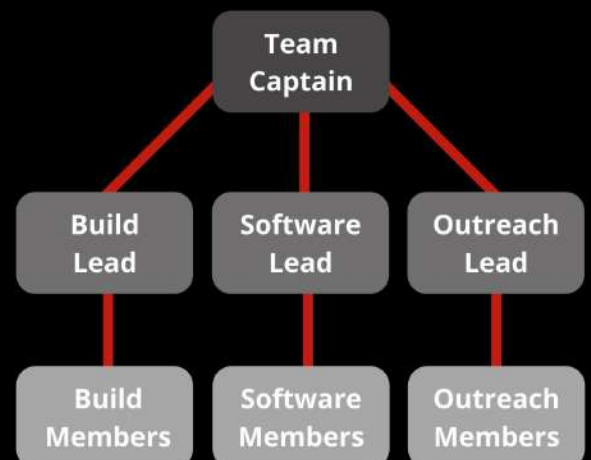 Team
Captain
Build
Lead
Software
Lead
Outreach
Lead
Build
Members
Software
Members
Outreach
Members